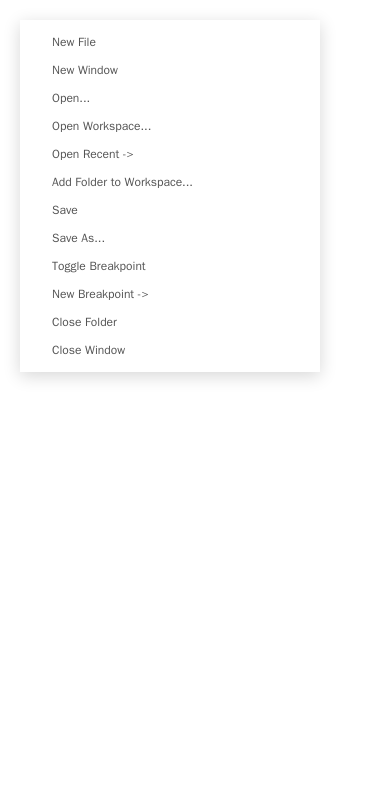 New File
New Window
Open...
Open Workspace...
Open Recent ->
Add Folder to Workspace...
Save
Save As...
Toggle Breakpoint
New Breakpoint ->
Close Folder
Close Window